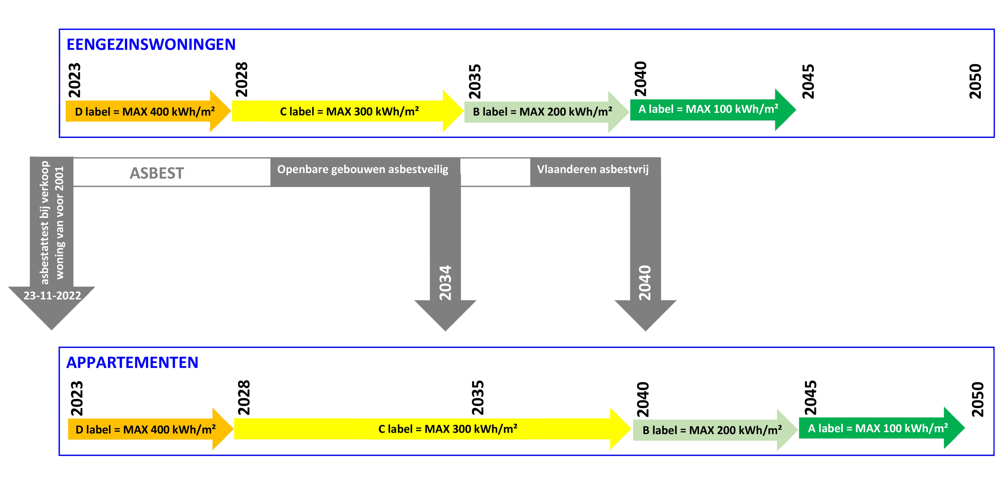 EENGEZINSWONINGEN
2023
2028
2035
2040
2045
2050
D label = MAX 400 kWh/m²
C label = MAX 300 kWh/m²
B label = MAX 200 kWh/m²
A label = MAX 100 kWh/m²
asbestattest bij verkoop
woning van voor 2001
23-11-2022
ASBEST
Openbare gebouwen asbestveilig
2034
Vlaanderen asbestvrij
2040
APPARTEMENTEN
2023
2028
2035
2040
2045
2050
D label = MAX 400 kWh/m²
C label = MAX 300 kWh/m²
B label = MAX 200 kWh/m²
A label = MAX 100 kWh/m²